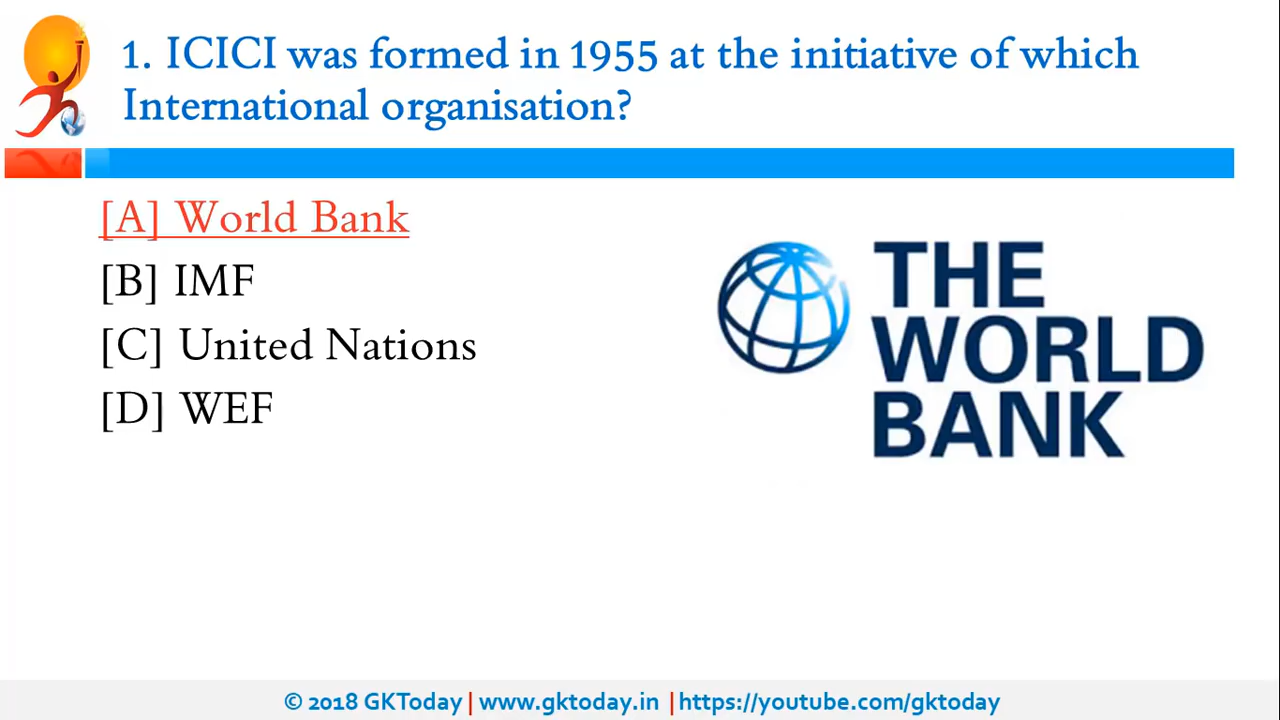 1. ICICI was formed in 1955 at the initiative of which
International organisation?
[A] World Bank
[B] IMF
[C] United Nations
[D] WEF
THE
WORLD
BANK
© 2018 GKToday | www.gktoday.in | https://youtube.com/gktoday